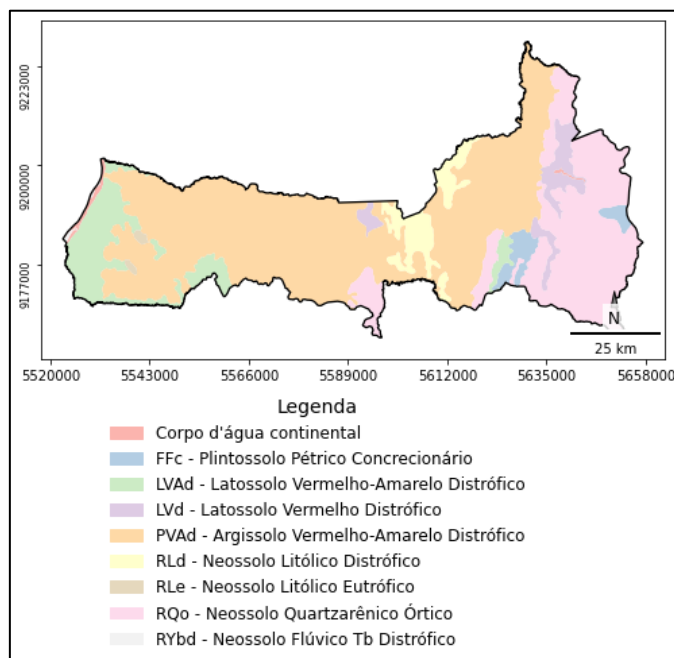 9223000
9200000
9177000
N
25 km
5520000 5543000 5566000 5589000 5612000 5635000 5658000
Legenda
Corpo d'água continental
FFc - Plintossolo Pétrico Concrecionário
LVAd - Latossolo Vermelho-Amarelo Distrófico
LVd - Latossolo Vermelho Distrófico
PVAd - Argissolo Vermelho-Amarelo Distrófico
RLd - Neossolo Litólico Distrófico
RLe - Neossolo Litólico Eutrófico
RQo - Neossolo Quartzarênico Órtico
RYbd - Neossolo Flúvico Tb Distrófico